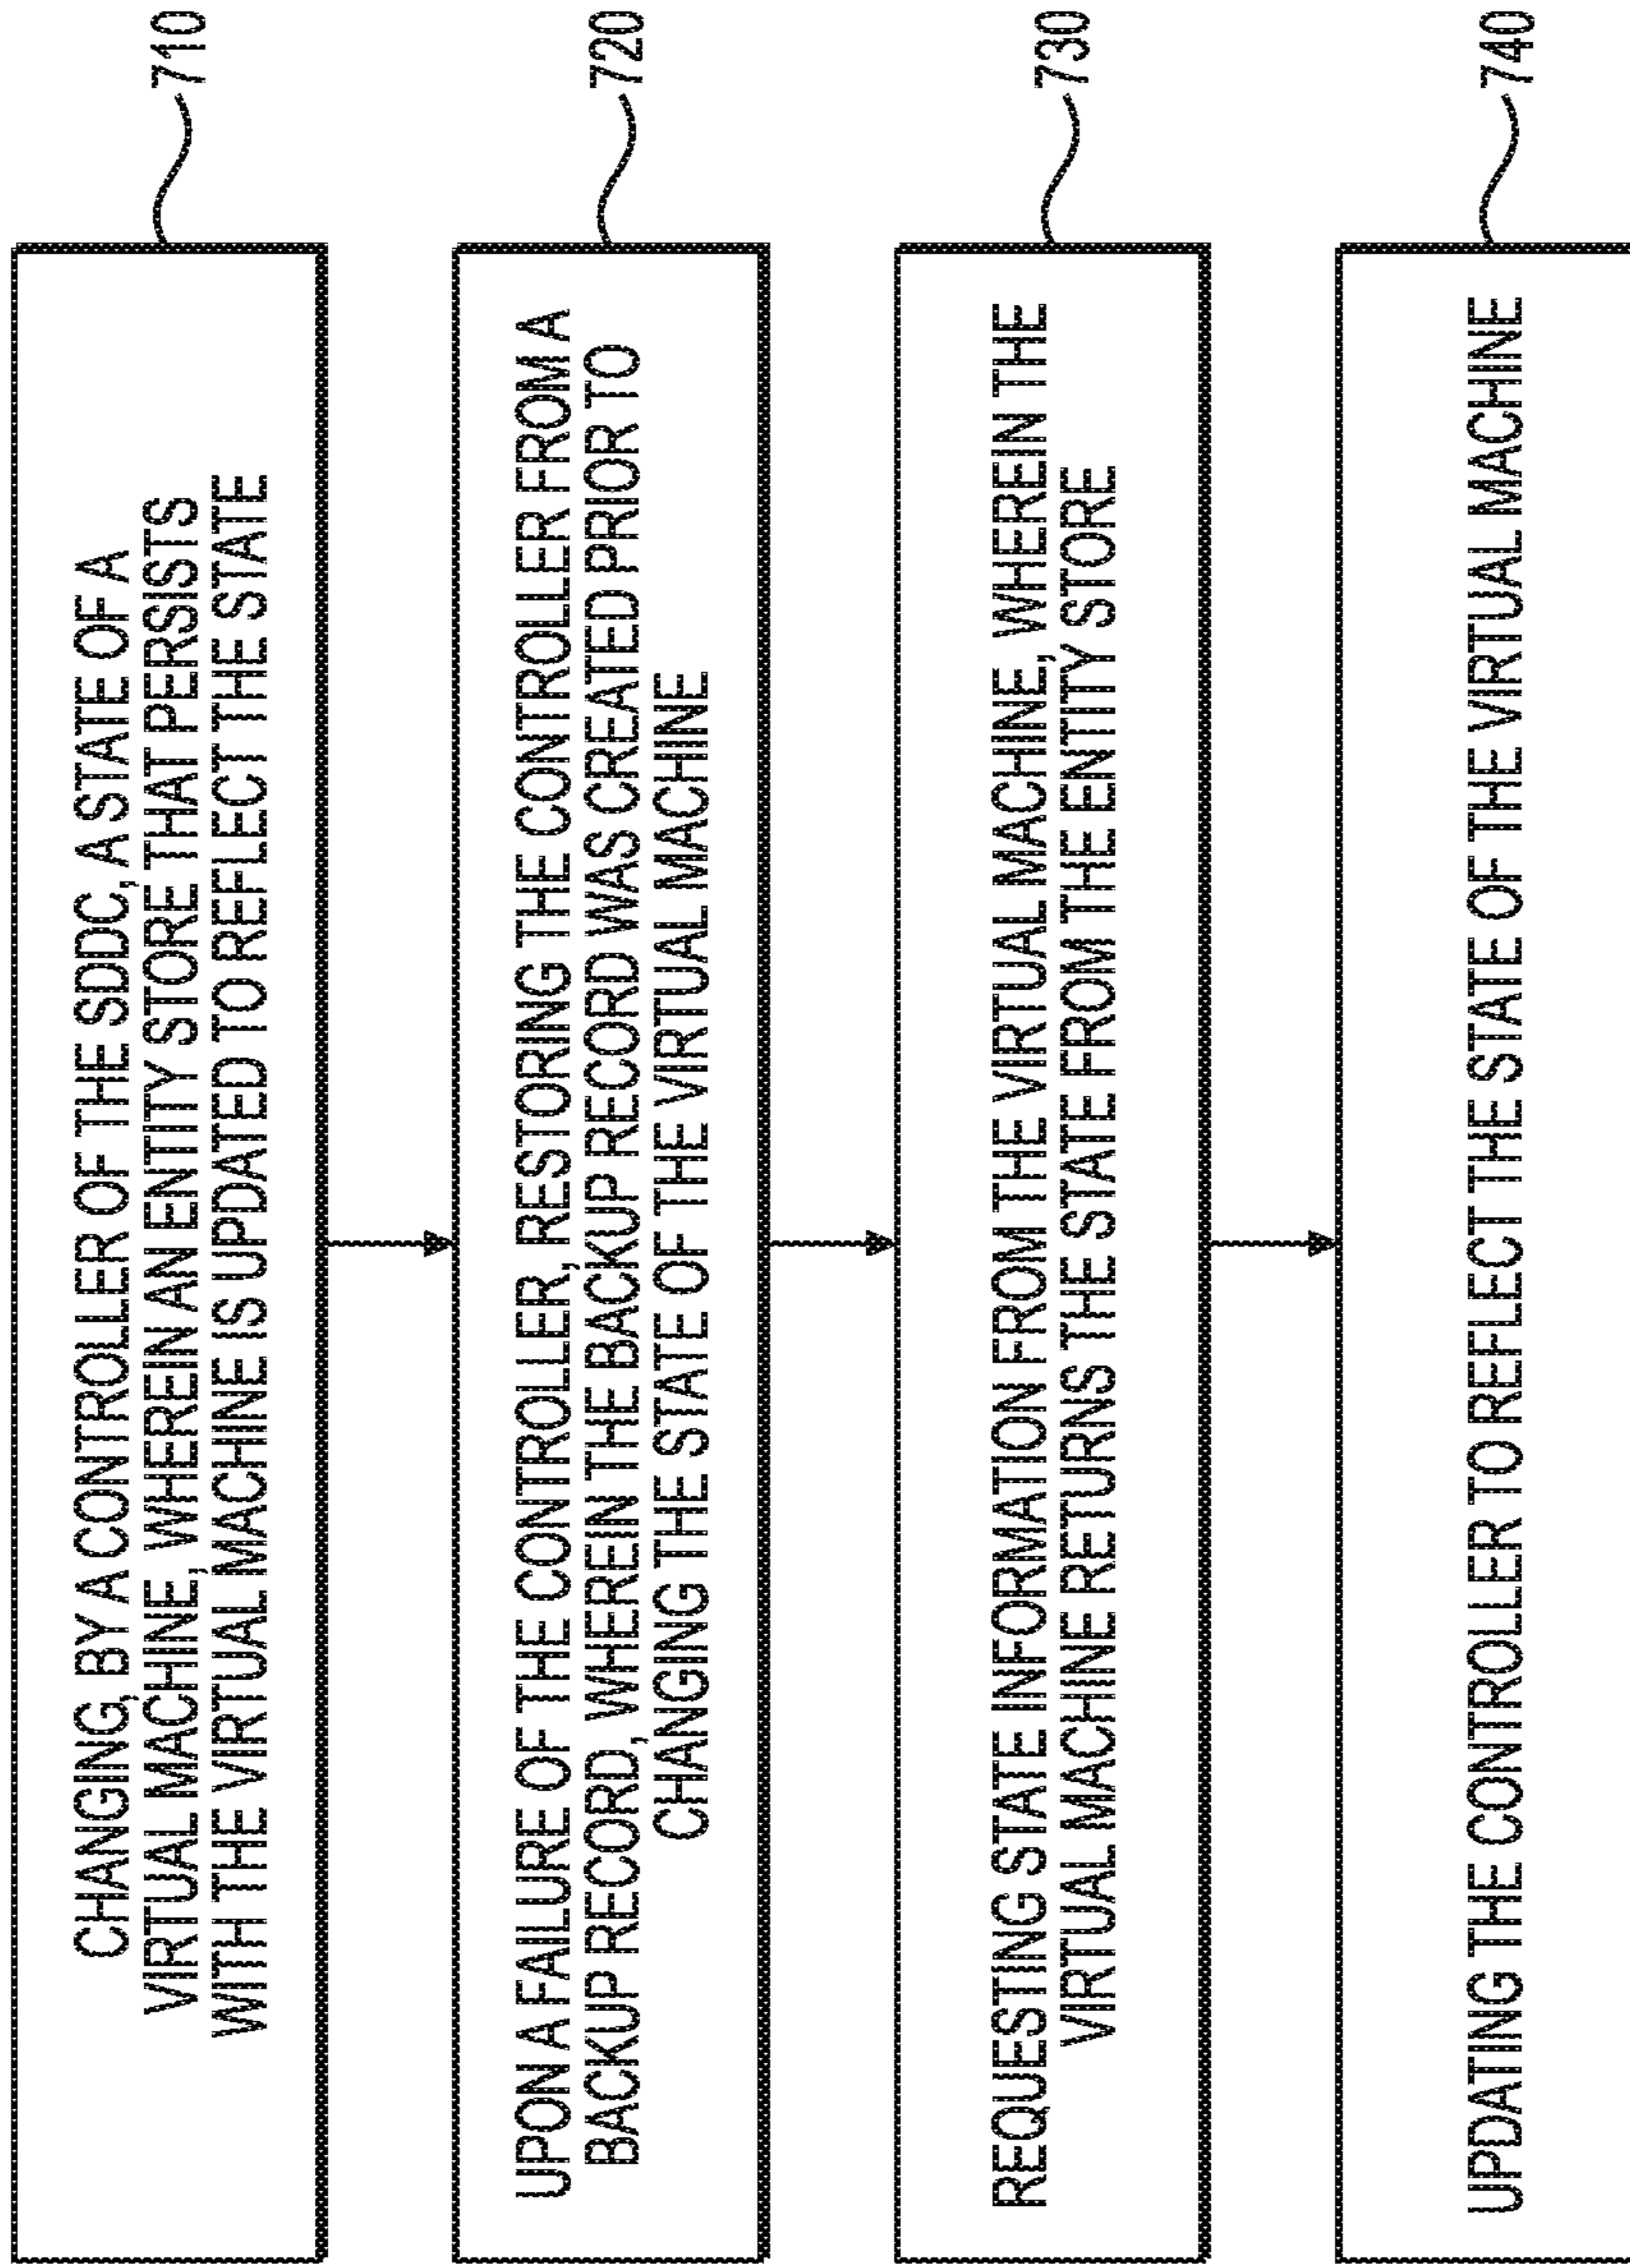 CHANGING, BY A CONTROLLER OF THE SDDC, A STATE OF A
VIRTUAL MACHINE, WHEREIN AN ENTITY STORE THAT PERSISTS
WITH THE VIRTUAL MACHINE IS UPDATED TO REFLECT THE STATE
710
UPON A FAILURE OF THE CONTROLLER, RESTORING THE CONTROLLER FROM A
BACKUP RECORD, WHEREIN THE BACKUP RECORD WAS CREATED PRIOR TO
CHANGING THE STATE OF THE VIRTUAL MACHINE
720
REQUESTING STATE INFORMATION FROM THE VIRTUAL MACHINE, WHEREIN THE
VIRTUAL MACHINE RETURNS THE STATE FROM THE ENTITY STORE
730
UPDATING THE CONTROLLER TO REFLECT THE STATE OF THE VIRTUAL MACHINE
740